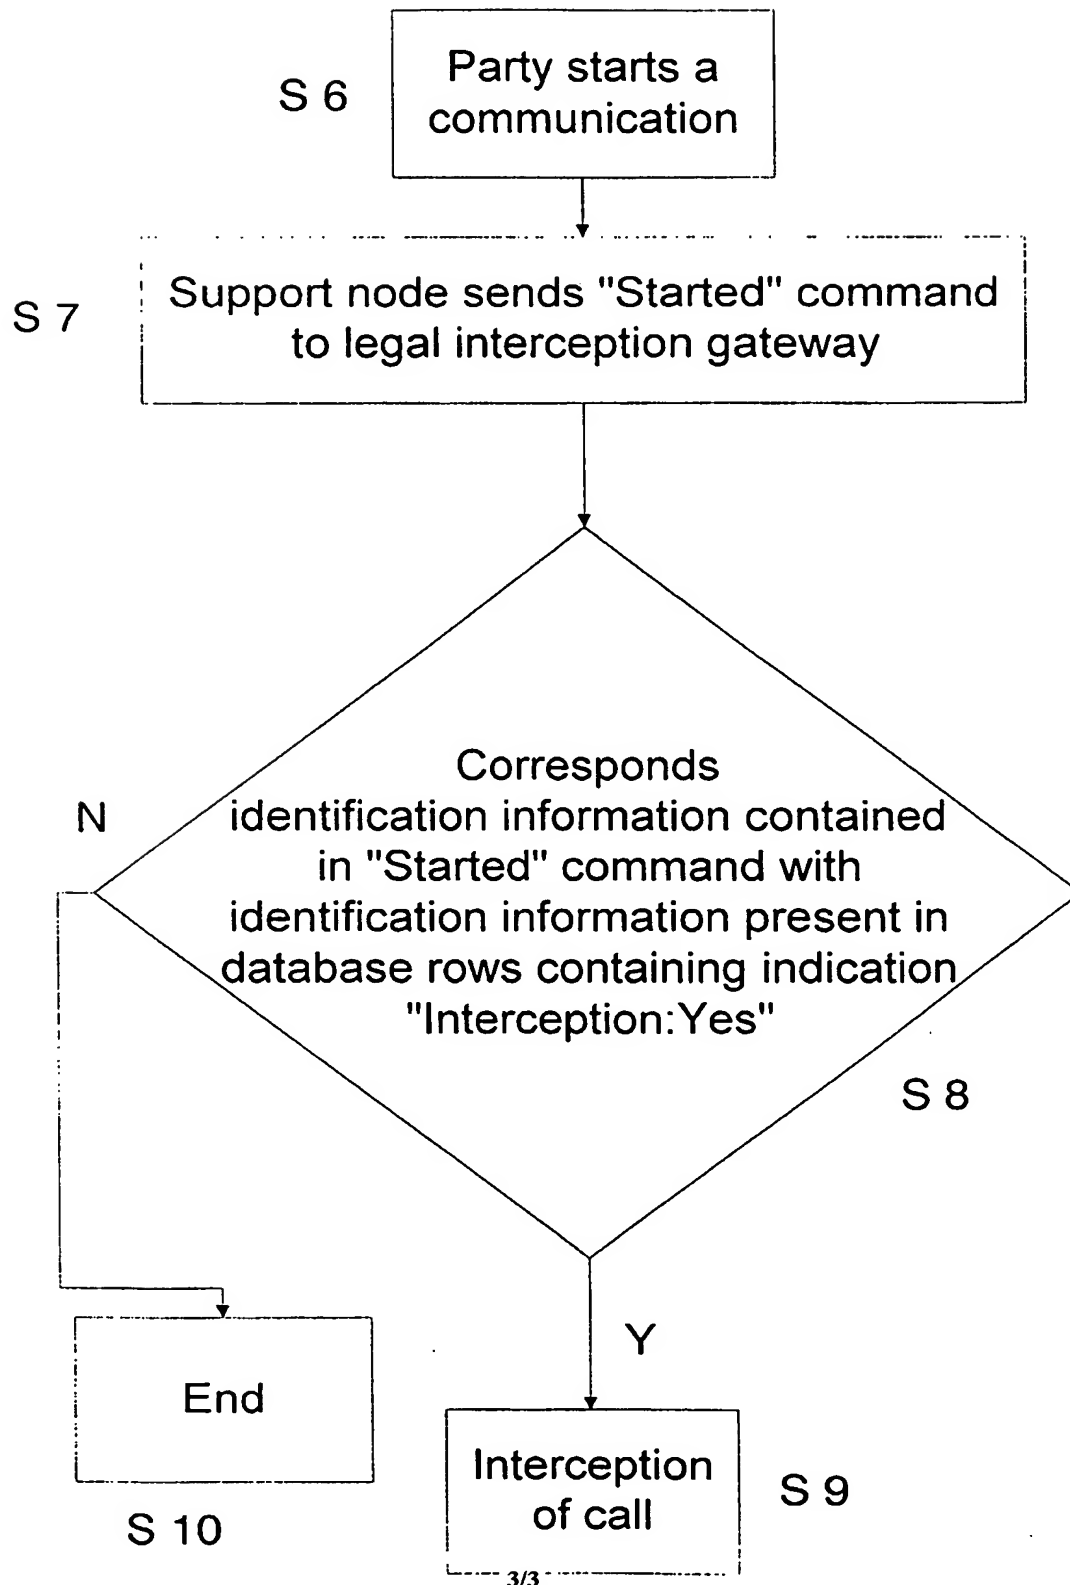 S 6
Party starts a
communication
S 7
Support node sends "Started" command
to legal interception gateway
N
Corresponds
identification information contained
in "Started" command with
identification information present in
database rows containing indication
"Interception:Yes"
S 8
Y
End
S 10
Interception
of call
S 9
3/3